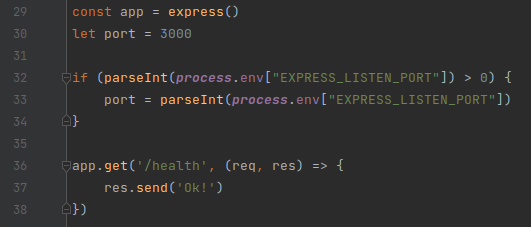 29 const app = express()
30 let port = 3000
31
32 if (parseInt(process.env["EXPRESS_LISTEN_PORT"]) > 0) {
33     port = parseInt(process.env["EXPRESS_LISTEN_PORT"])
34 }
35
36 app.get('/health', (req, res) => {
37     res.send('Ok!')
38 })